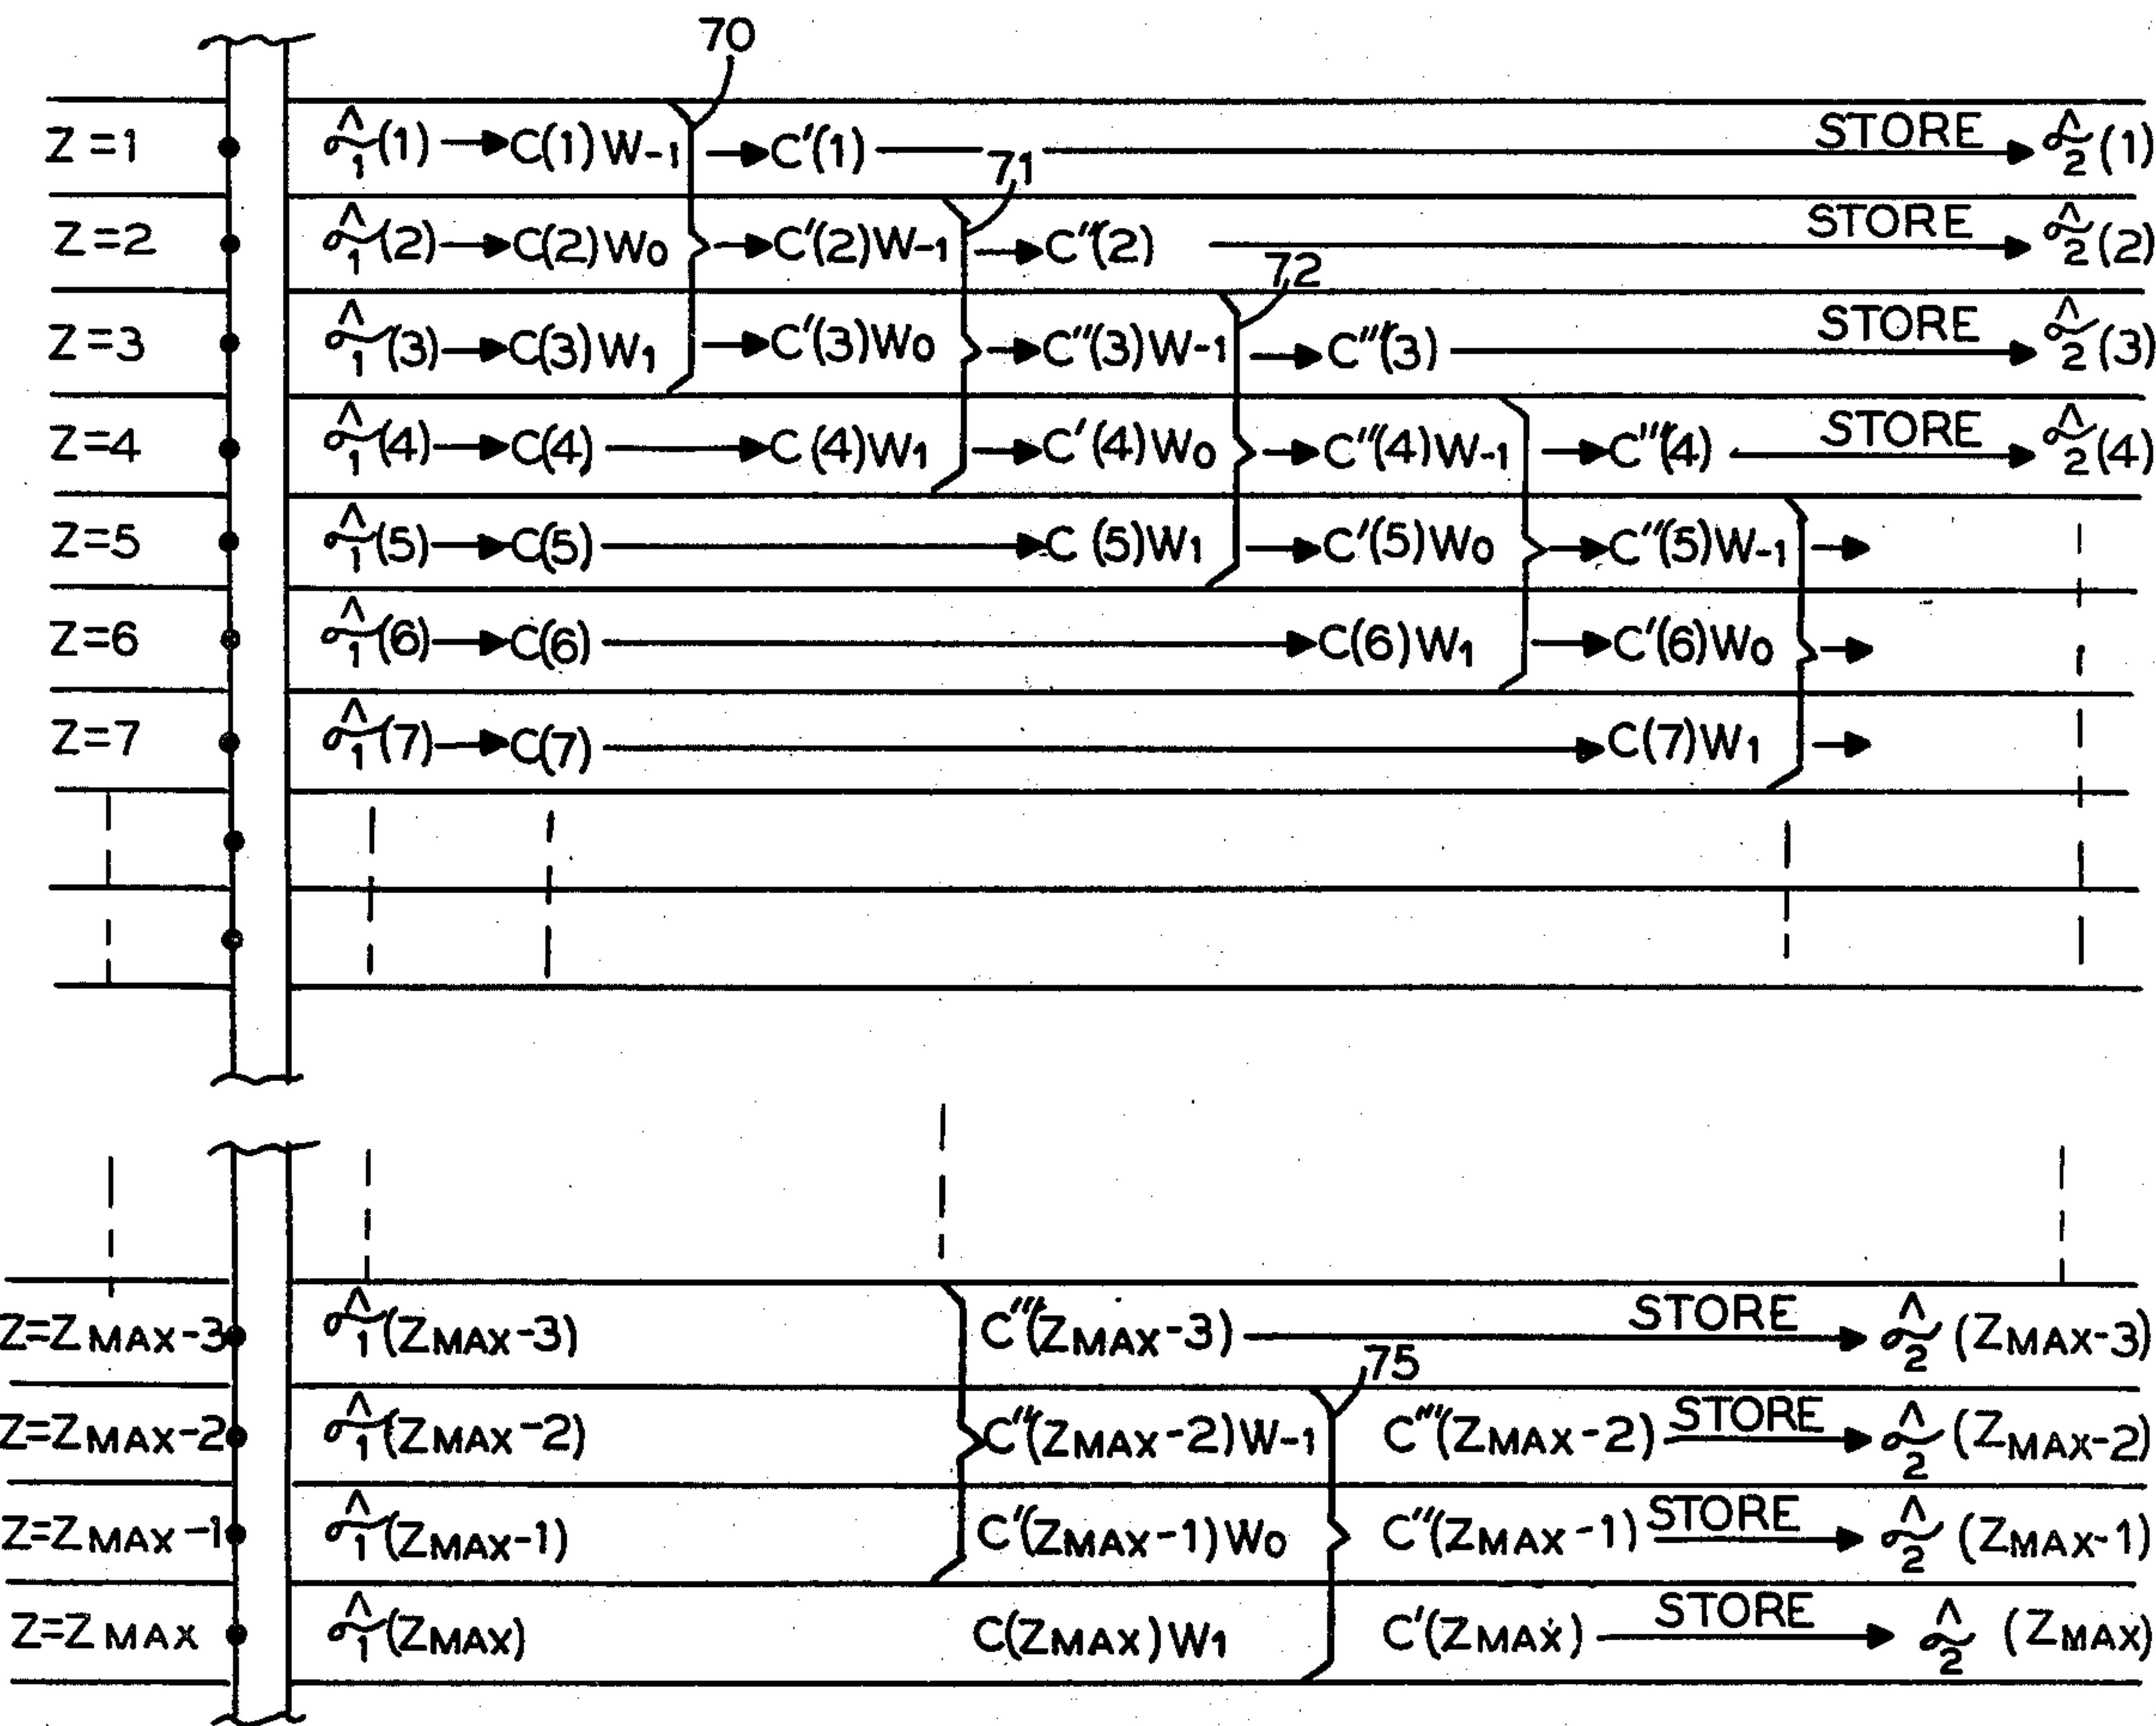 70
Z=1 σ̂1(1) → C(1)W-1 → C'(1) STORE → σ̂2(1)
71
Z=2 σ̂1(2) → C(2)W0 → C'(2)W-1 → C''(2) STORE → σ̂2(2)
72
Z=3 σ̂1(3) → C(3)W1 → C'(3)W0 → C''(3)W-1 → C'''(3) STORE → σ̂2(3)
Z=4 σ̂1(4) → C(4) → C(4)W1 → C'(4)W0 → C''(4)W-1 → C'''(4) STORE → σ̂2(4)
Z=5 σ̂1(5) → C(5) → C(5)W1 → C'(5)W0 → C''(5)W-1 →
Z=6 σ̂1(6) → C(6) → C(6)W1 → C'(6)W0 →
Z=7 σ̂1(7) → C(7) → C(7)W1 →
Z=ZMAX-3 σ̂1(ZMAX-3) C'''(ZMAX-3) STORE → σ̂2(ZMAX-3)
75
Z=ZMAX-2 σ̂1(ZMAX-2) C''(ZMAX-2)W-1 C'''(ZMAX-2) STORE → σ̂2(ZMAX-2)
Z=ZMAX-1 σ̂1(ZMAX-1) C'(ZMAX-1)W0 C''(ZMAX-1) STORE → σ̂2(ZMAX-1)
Z=ZMAX σ̂1(ZMAX) C(ZMAX)W1 C'(ZMAX) STORE → σ̂2(ZMAX)